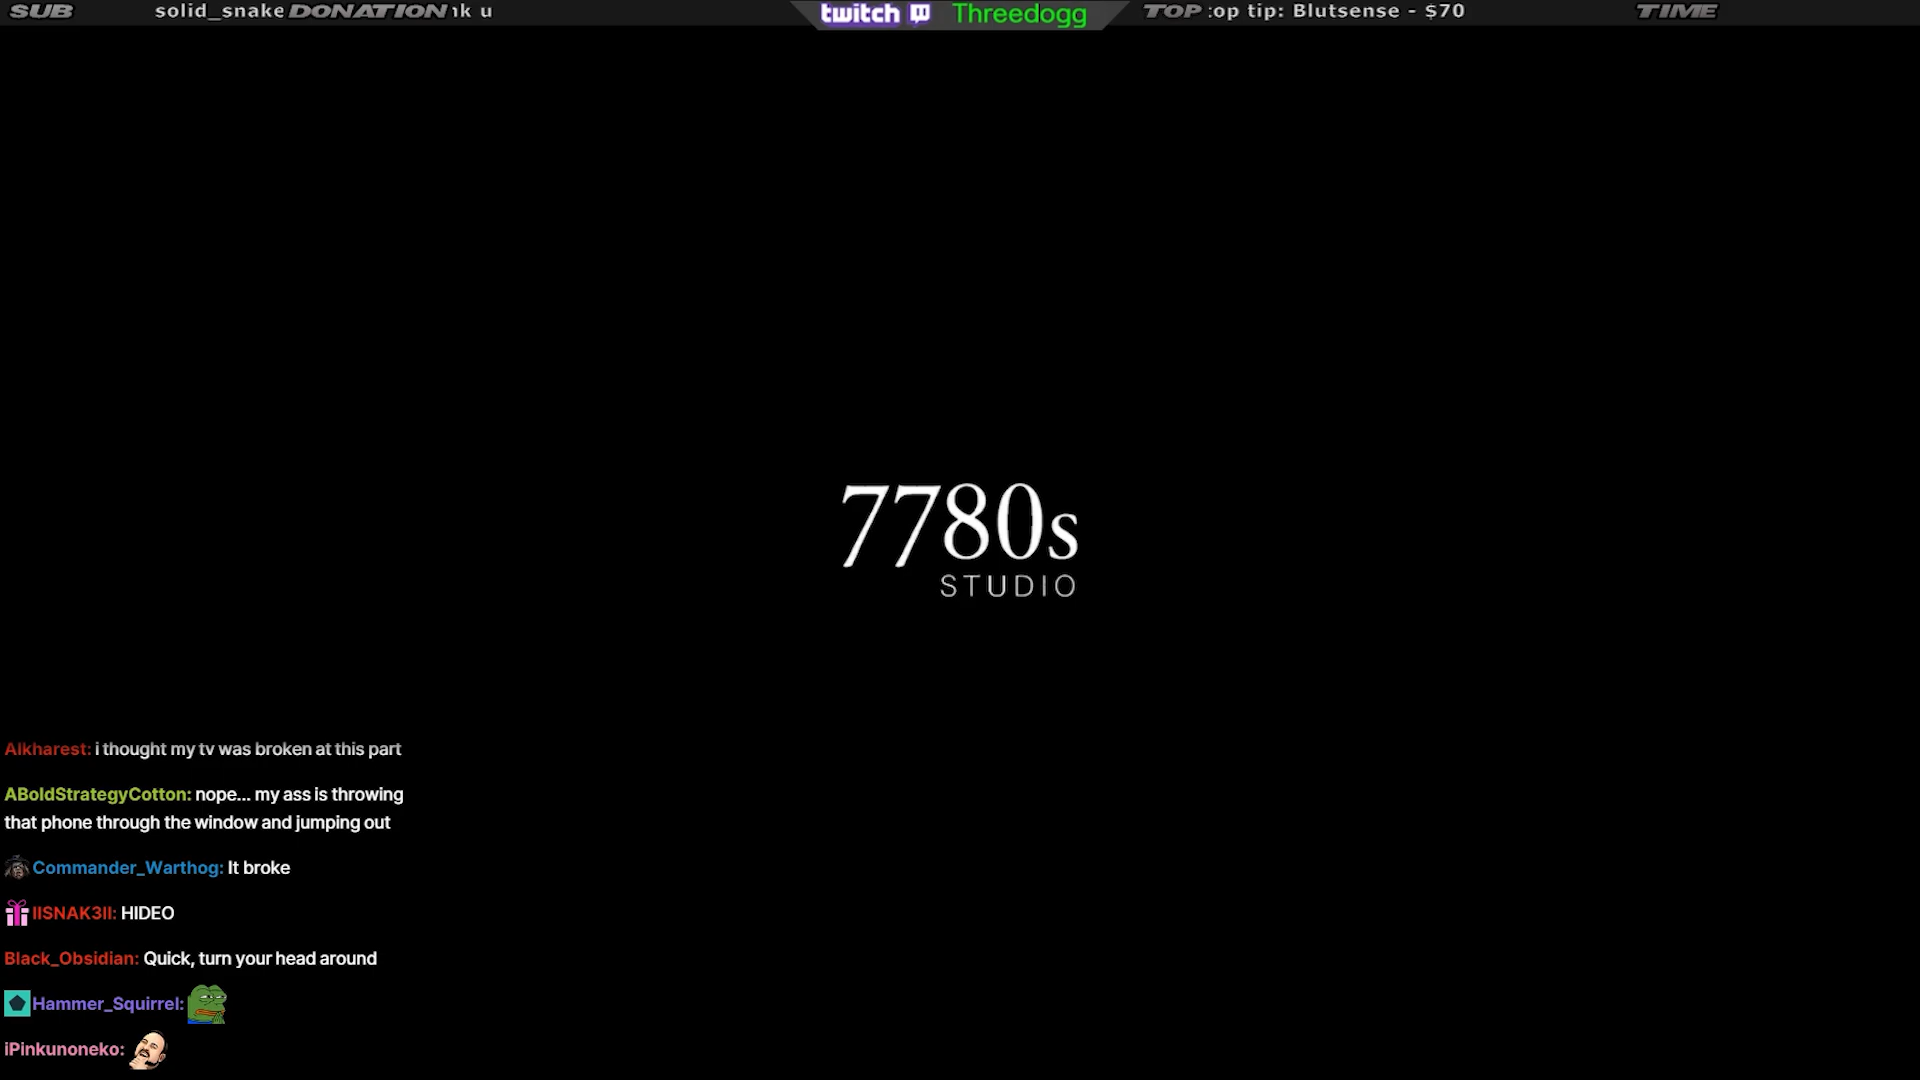 SUB solid_snake DONATION nk u twitch Threedogg TOP top tip: Blutsense - $70 TIME
7780s
STUDIO
Alkharest: i thought my tv was broken at this part
ABoldStrategyCotton: nope... my ass is throwing
that phone through the window and jumping out
Commander_Warthog: It broke
IISNAK3II: HIDEO
Black_Obsidian: Quick, turn your head around
Hammer_Squirrel:
iPinkunoneko: